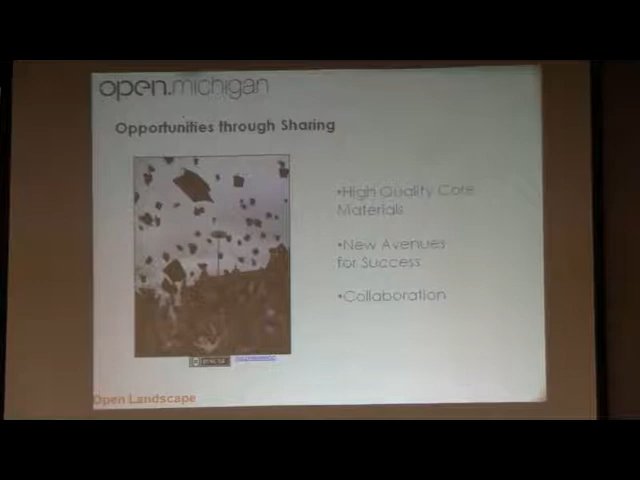 open.michigan
Opportunities through Sharing
•High Quality Core
Materials
•New Avenues
for Success
•Collaboration
Open Landscape